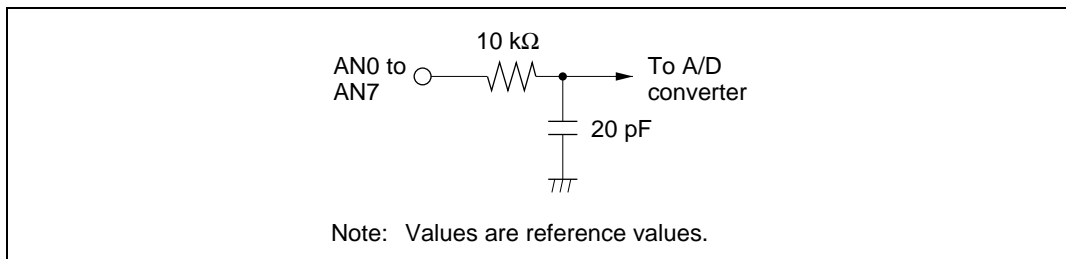 10 kΩ
AN0 to
AN7
To A/D
converter
20 pF
Note: Values are reference values.